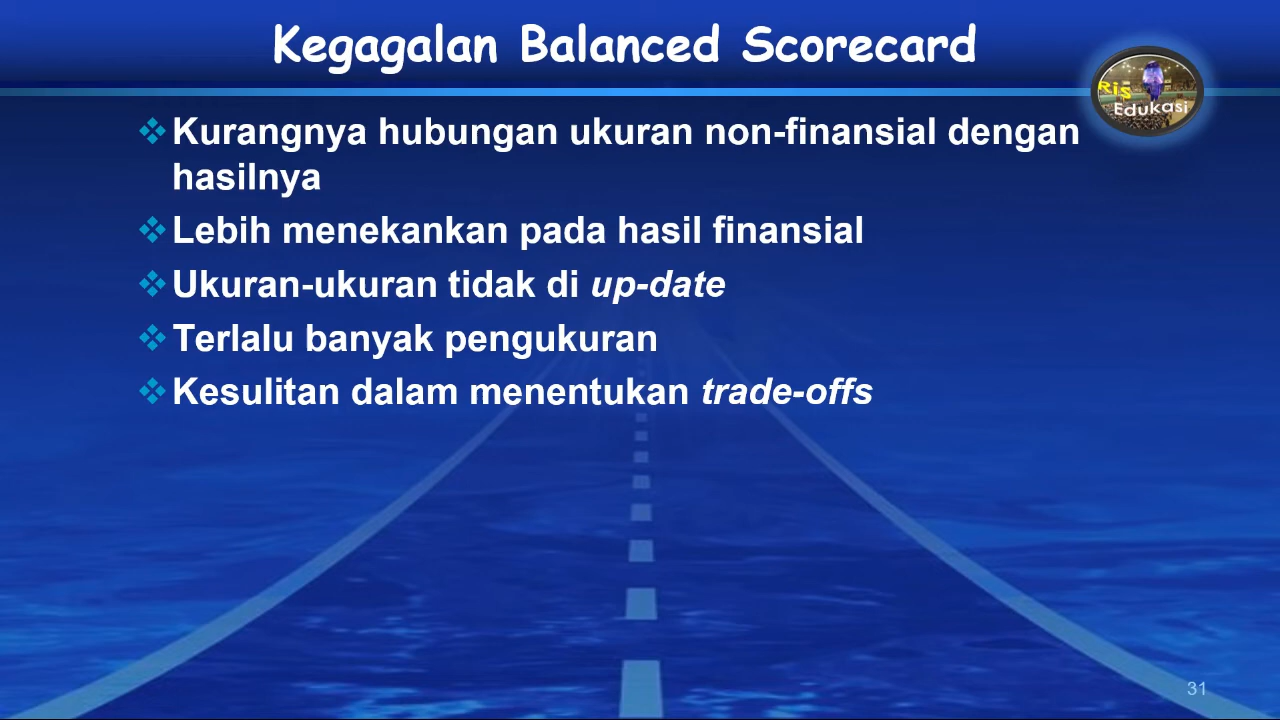 Kegagalan Balanced Scorecard
Ris
Edukasi
Kurangnya hubungan ukuran non-finansial dengan
hasilnya
Lebih menekankan pada hasil finansial
Ukuran-ukuran tidak di up-date
Terlalu banyak pengukuran
Kesulitan dalam menentukan trade-offs
31